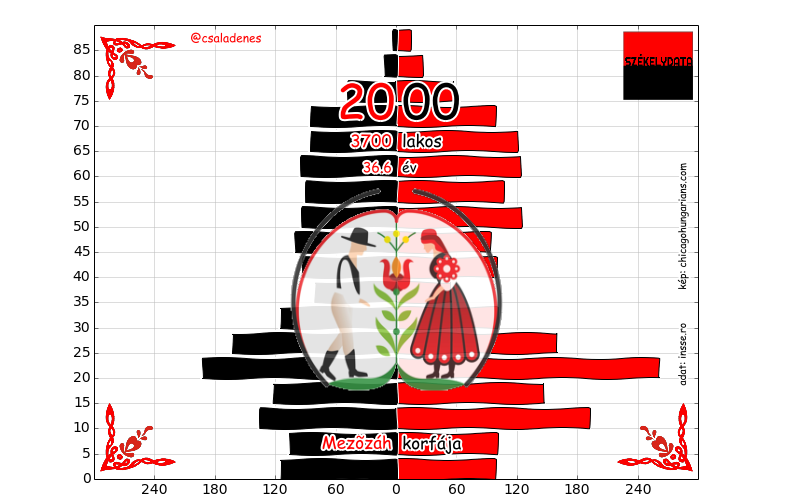 @csaladenes
SZÉKELYDATA
2000
3700 lakos
36.6 év
kép: chicagohungarians.com
adat: insse.ro
Mezõzáh korfája
85
80
75
70
65
60
55
50
45
40
35
30
25
20
15
10
5
0
240 180 120 60 0 60 120 180 240